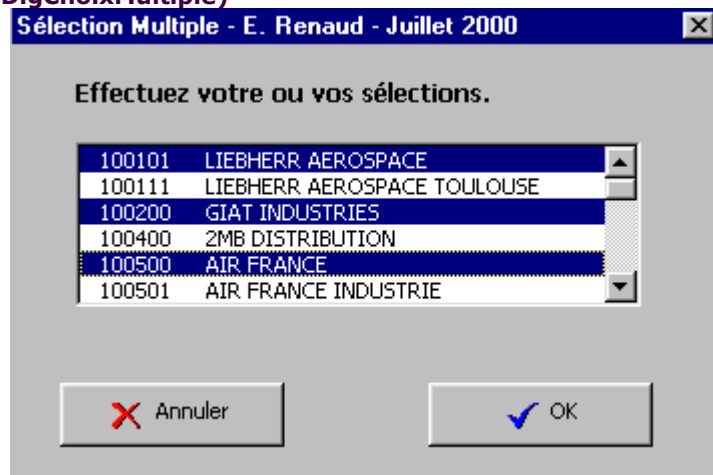 DlgChoixMultiple)
Sélection Multiple - E. Renaud - Juillet 2000
Effectuez votre ou vos sélections.
100101 LIEBHERR AEROSPACE
100111 LIEBHERR AEROSPACE TOULOUSE
100200 GIAT INDUSTRIES
100400 2MB DISTRIBUTION
100500 AIR FRANCE
100501 AIR FRANCE INDUSTRIE
Annuler OK